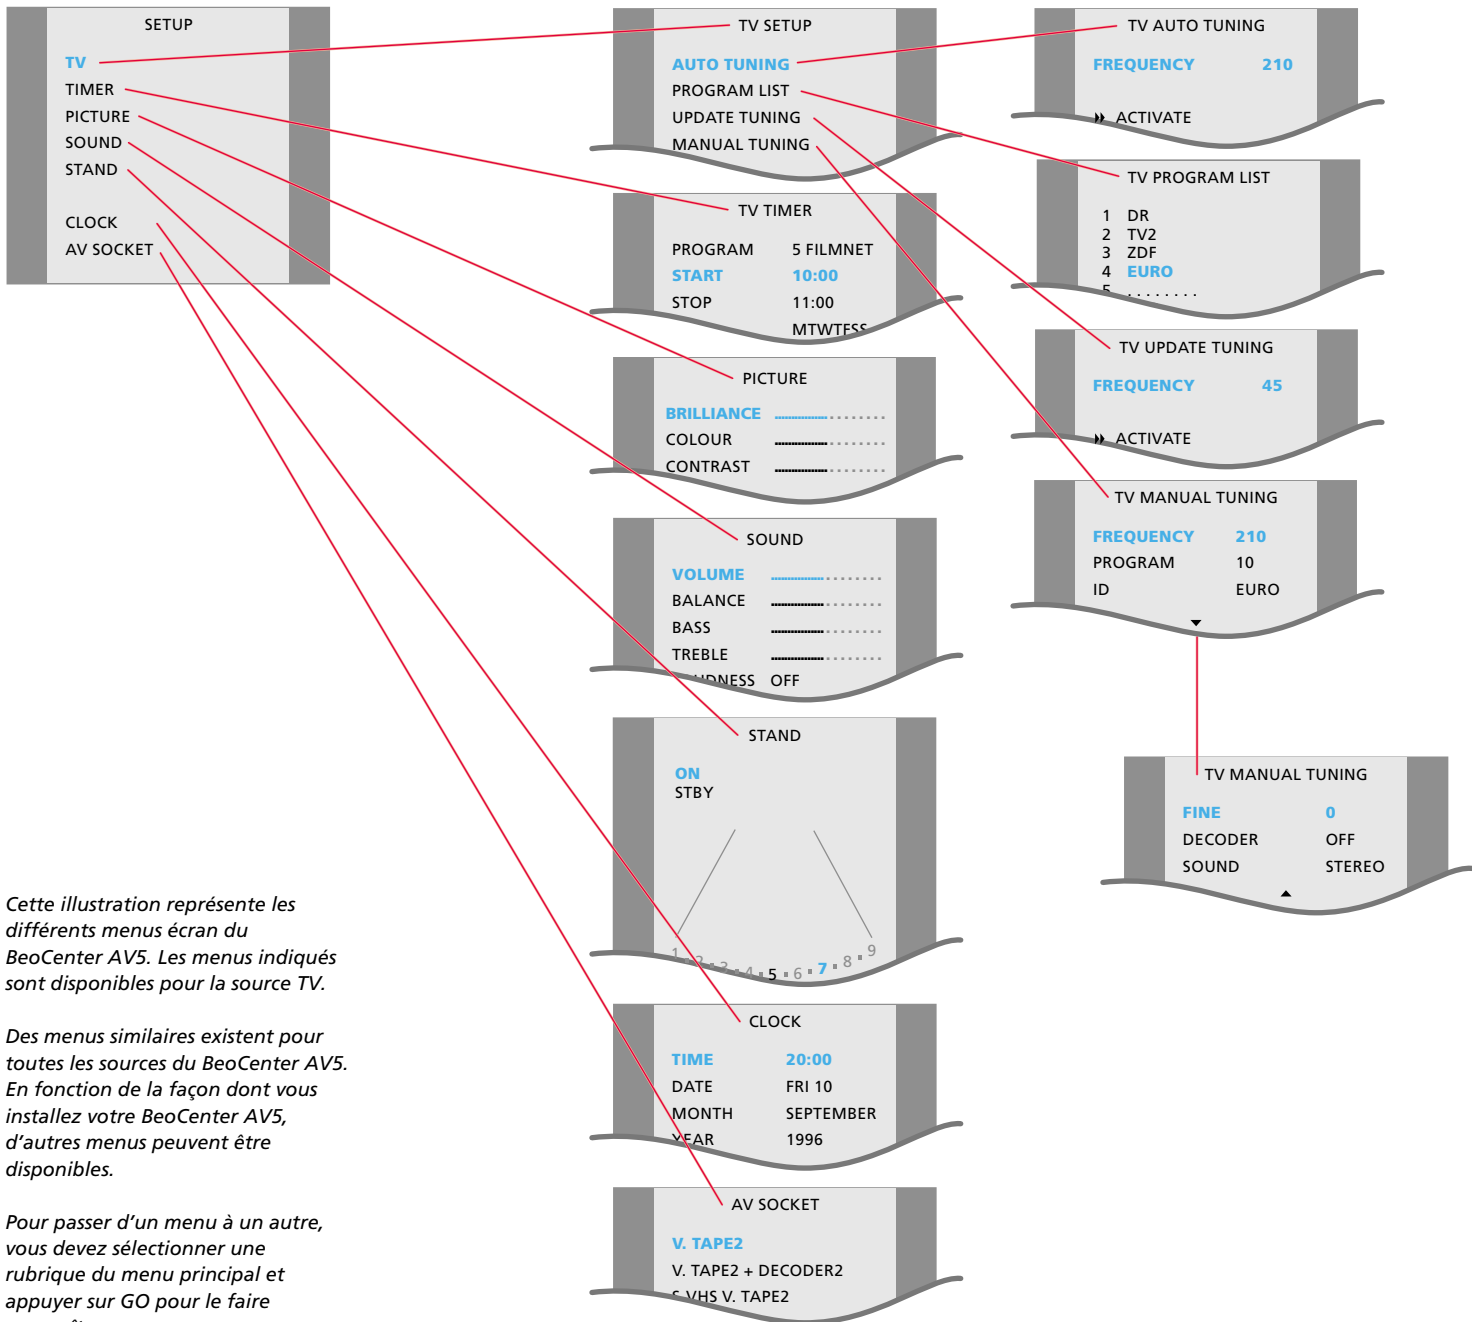 SETUP
TV
TIMER
PICTURE
SOUND
STAND
CLOCK
AV SOCKET
TV SETUP
AUTO TUNING
PROGRAM LIST
UPDATE TUNING
MANUAL TUNING
TV TIMER
PROGRAM 5 FILMNET
START 10:00
STOP 11:00
MTWTFSS
PICTURE
BRILLIANCE
COLOUR
CONTRAST
SOUND
VOLUME
BALANCE
BASS
TREBLE
OFF
STAND
ON
STBY
1 2 3 4 5 6 7 8 9
CLOCK
TIME 20:00
DATE FRI 10
MONTH SEPTEMBER
YEAR 1996
AV SOCKET
V. TAPE2
V. TAPE2 + DECODER2
S-VHS V. TAPE2
TV AUTO TUNING
FREQUENCY 210
ACTIVATE
TV PROGRAM LIST
1 DR
2 TV2
3 ZDF
4 EURO
5 . . . . . . . .
TV UPDATE TUNING
FREQUENCY 45
ACTIVATE
TV MANUAL TUNING
FREQUENCY 210
PROGRAM 10
ID EURO
TV MANUAL TUNING
FINE 0
DECODER OFF
SOUND STEREO
Cette illustration représente les
différents menus écran du
BeoCenter AV5. Les menus indiqués
sont disponibles pour la source TV.
Des menus similaires existent pour
toutes les sources du BeoCenter AV5.
En fonction de la façon dont vous
installez votre BeoCenter AV5,
d'autres menus peuvent être
disponibles.
Pour passer d'un menu à un autre,
vous devez sélectionner une
rubrique du menu principal et
appuyer sur GO pour le faire